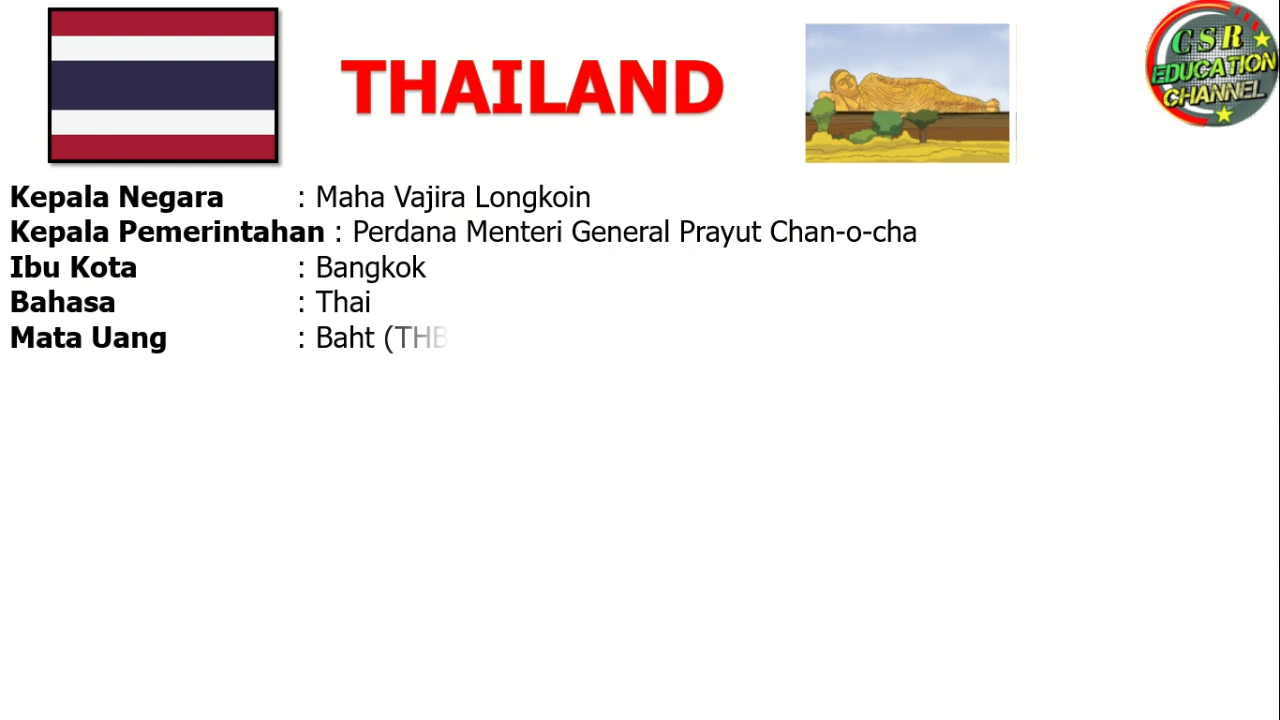 THAILAND
CSR
EDUCATION
CHANNEL
Kepala Negara : Maha Vajira Longkoin
Kepala Pemerintahan : Perdana Menteri General Prayut Chan-o-cha
Ibu Kota : Bangkok
Bahasa : Thai
Mata Uang : Baht (THB